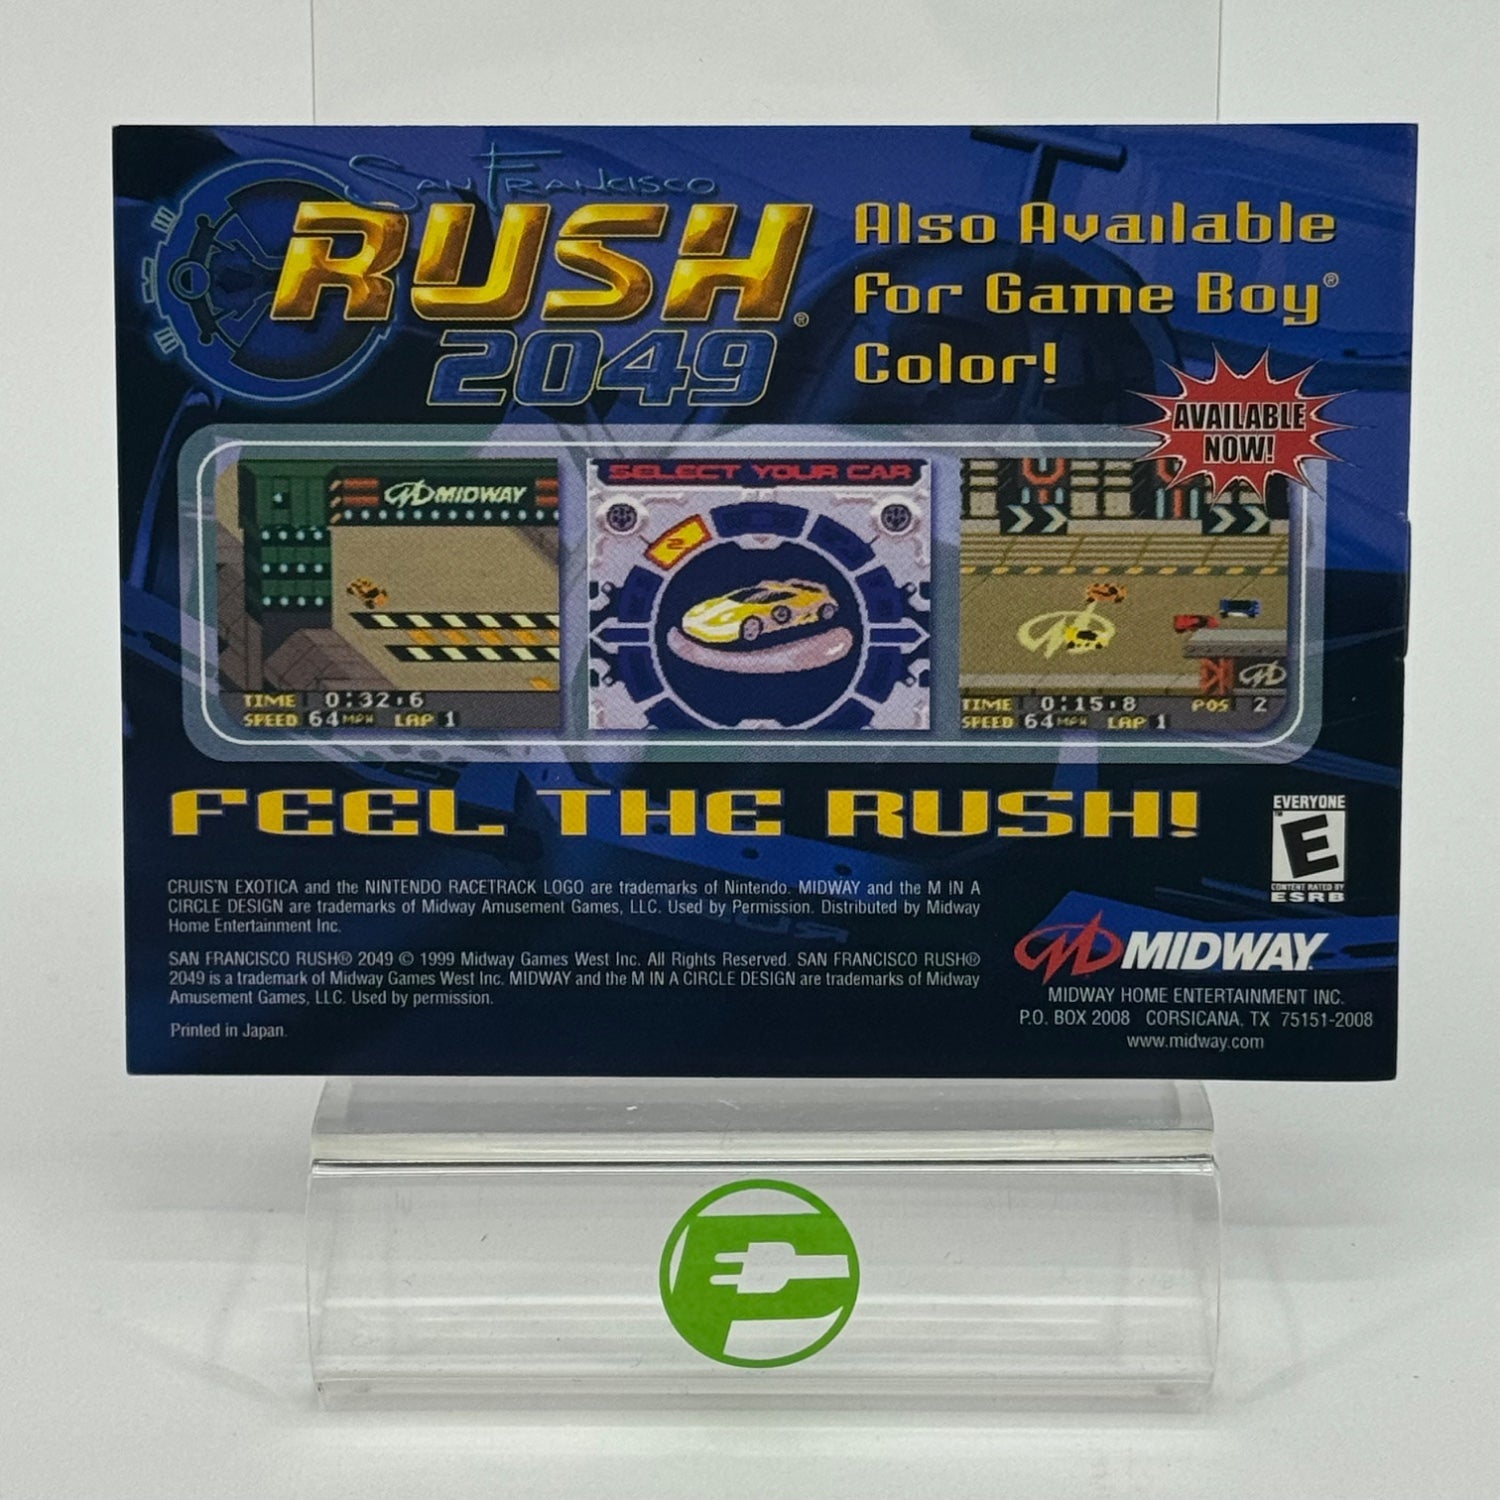 SAN FRANCISCO
RUSH®
2049
Also Available
For Game Boy®
Color!
AVAILABLE
NOW!
MIDWAY
TIME 0:32:6
SPEED 64 MPH LAP 1
SELECT YOUR CAR
2
TIME 0:15:8 POS 2
SPEED 64 MPH LAP 1
FEEL THE RUSH!
EVERYONE
E
CONTENT RATED BY
ESRB
CRUIS'N EXOTICA and the NINTENDO RACETRACK LOGO are trademarks of Nintendo. MIDWAY and the M IN A
CIRCLE DESIGN are trademarks of Midway Amusement Games, LLC. Used by Permission. Distributed by Midway
Home Entertainment Inc.
SAN FRANCISCO RUSH® 2049 © 1999 Midway Games West Inc. All Rights Reserved. SAN FRANCISCO RUSH®
2049 is a trademark of Midway Games West Inc. MIDWAY and the M IN A CIRCLE DESIGN are trademarks of Midway
Amusement Games, LLC. Used by permission.
Printed in Japan.
MIDWAY
MIDWAY HOME ENTERTAINMENT INC.
P.O. BOX 2008 CORSICANA, TX 75151-2008
www.midway.com